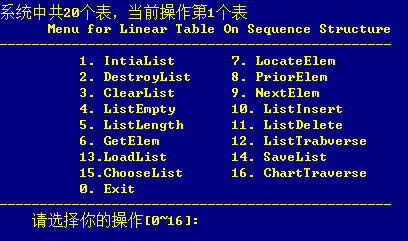 系统中共20个表，当前操作第1个表
Menu for Linear Table On Sequence Structure
------------------------------------------------
1. IntiaList 7. LocateElem
2. DestroyList 8. PriorElem
3. ClearList 9. NextElem
4. ListEmpty 10. ListInsert
5. ListLength 11. ListDelete
6. GetElem 12. ListTrabverse
13.LoadList 14. SaveList
15.ChooseList 16. ChartTraverse
0. Exit
------------------------------------------------
请选择你的操作[0~16]: